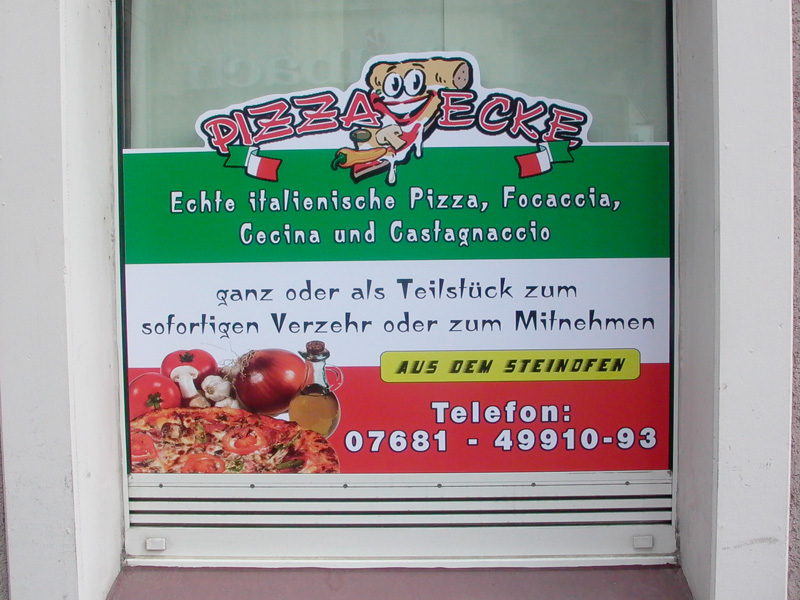 PIZZA ECKE
Echte italienische Pizza, Focaccia,
Cecina und Castagnaccio
ganz oder als Teilstück zum
sofortigen Verzehr oder zum Mitnehmen
AUS DEM STEINOFEN
Telefon:
07681 - 49910-93